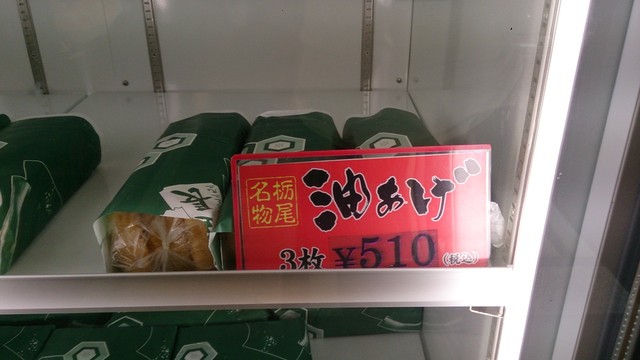 栃尾
名物
油あげ
3枚 ¥510 (税込)